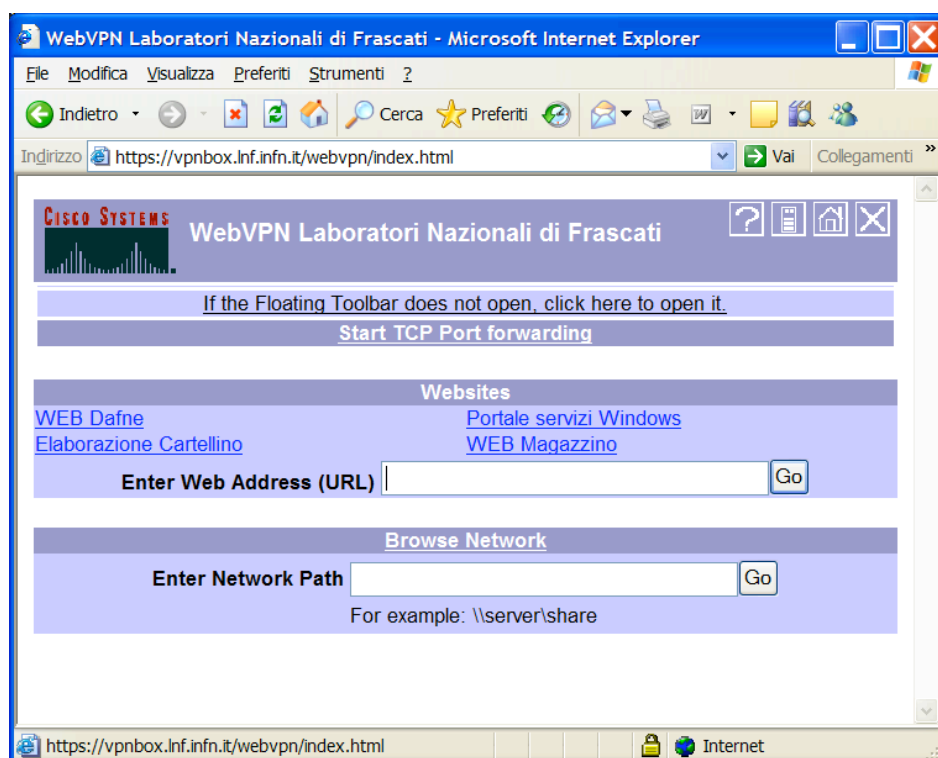 WebVPN Laboratori Nazionali di Frascati - Microsoft Internet Explorer
File Modifica Visualizza Preferiti Strumenti ?
Indietro Cerca Preferiti W
Indirizzo https://vpnbox.lnf.infn.it/webvpn/index.html Vai Collegamenti »
CISCO SYSTEMS
WebVPN Laboratori Nazionali di Frascati
If the Floating Toolbar does not open, click here to open it.
Start TCP Port forwarding
Websites
WEB Dafne Portale servizi Windows
Elaborazione Cartellino WEB Magazzino
Enter Web Address (URL) Go
Browse Network
Enter Network Path Go
For example: \\server\share
https://vpnbox.lnf.infn.it/webvpn/index.html Internet